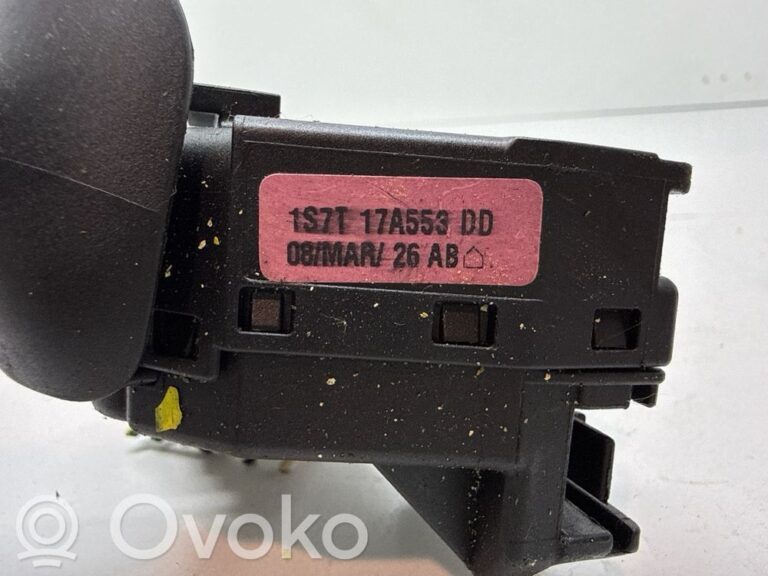 1S7T 17A553 DD
08/MAR/ 26 AB
Ovoko